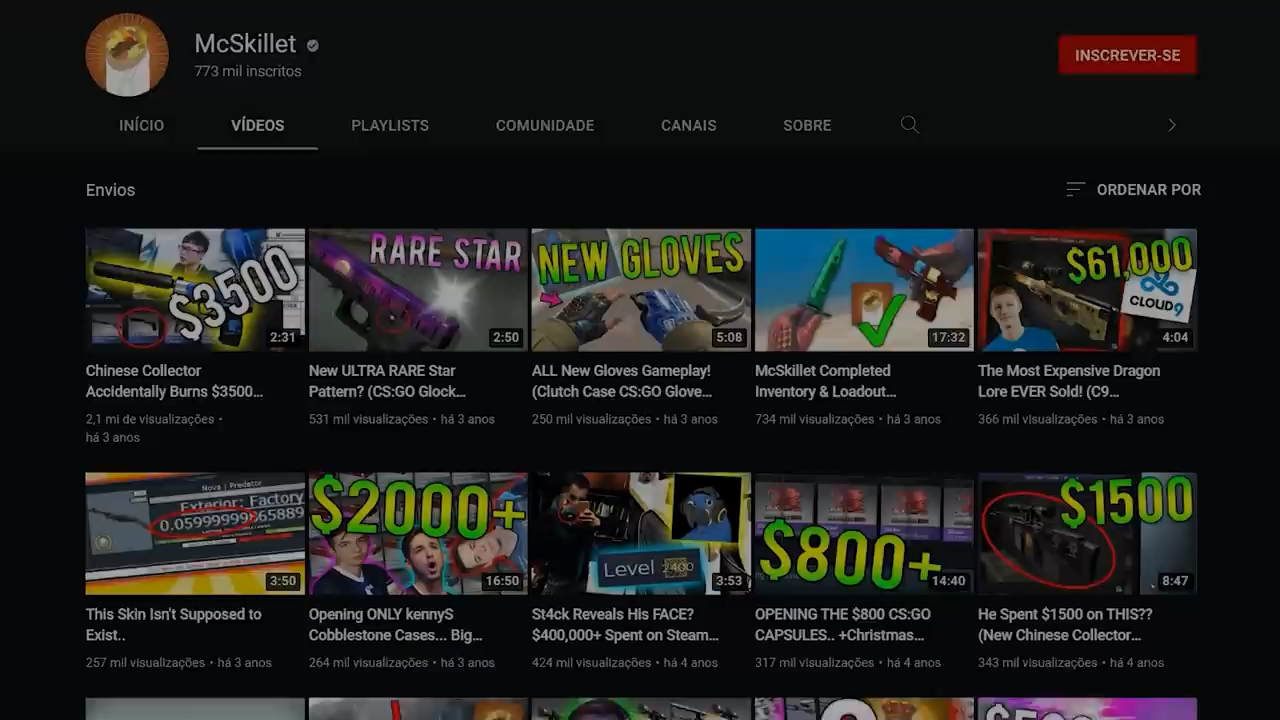 McSkillet
773 mil inscritos
INSCREVER-SE
INÍCIO
VÍDEOS
PLAYLISTS
COMUNIDADE
CANAIS
SOBRE
Envios
ORDENAR POR
$3500
2:31
RARE STAR
2:50
NEW GLOVES
5:08
17:32
$61,000
CLOUD9
4:04
Chinese Collector
Accidentally Burns $3500...
2,1 mi de visualizações •
há 3 anos
New ULTRA RARE Star
Pattern? (CS:GO Glock...
531 mil visualizações • há 3 anos
ALL New Gloves Gameplay!
(Clutch Case CS:GO Glove...
250 mil visualizações • há 3 anos
McSkillet Completed
Inventory & Loadout...
734 mil visualizações • há 3 anos
The Most Expensive Dragon
Lore EVER Sold! (C9...
366 mil visualizações • há 3 anos
Nova | Predator
Exterior: Factory
3:50
$2000+
16:50
Level 2400
3:53
$800+
14:40
$1500
8:47
This Skin Isn't Supposed to
Exist..
257 mil visualizações • há 3 anos
Opening ONLY kennyS
Cobblestone Cases... Big...
264 mil visualizações • há 3 anos
St4ck Reveals His FACE?
$400,000+ Spent on Steam...
424 mil visualizações • há 4 anos
OPENING THE $800 CS:GO
CAPSULES.. +Christmas...
317 mil visualizações • há 4 anos
He Spent $1500 on THIS??
(New Chinese Collector...
343 mil visualizações • há 4 anos